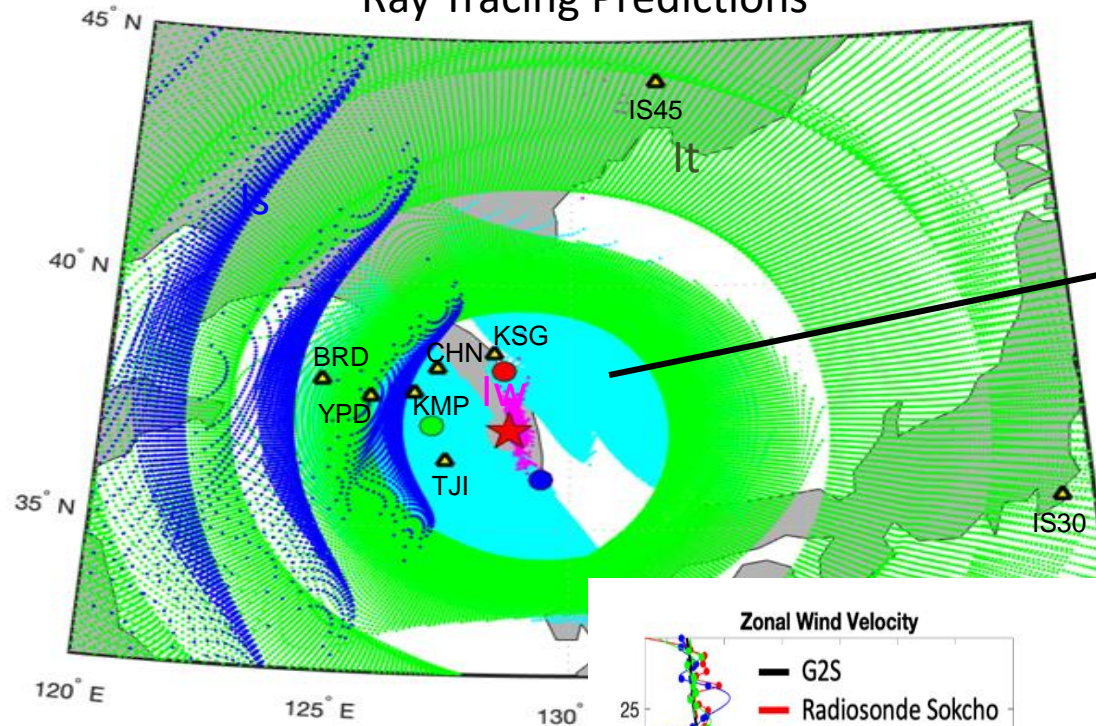 Ray Tracing Predictions
45° N
IS45
It
Is
40° N
KSG
BRD
CHN
Iw
YPD
KMP
TJI
35° N
IS30
120° E
125° E
130°
Zonal Wind Velocity
G2S
25
Radiosonde Sokcho